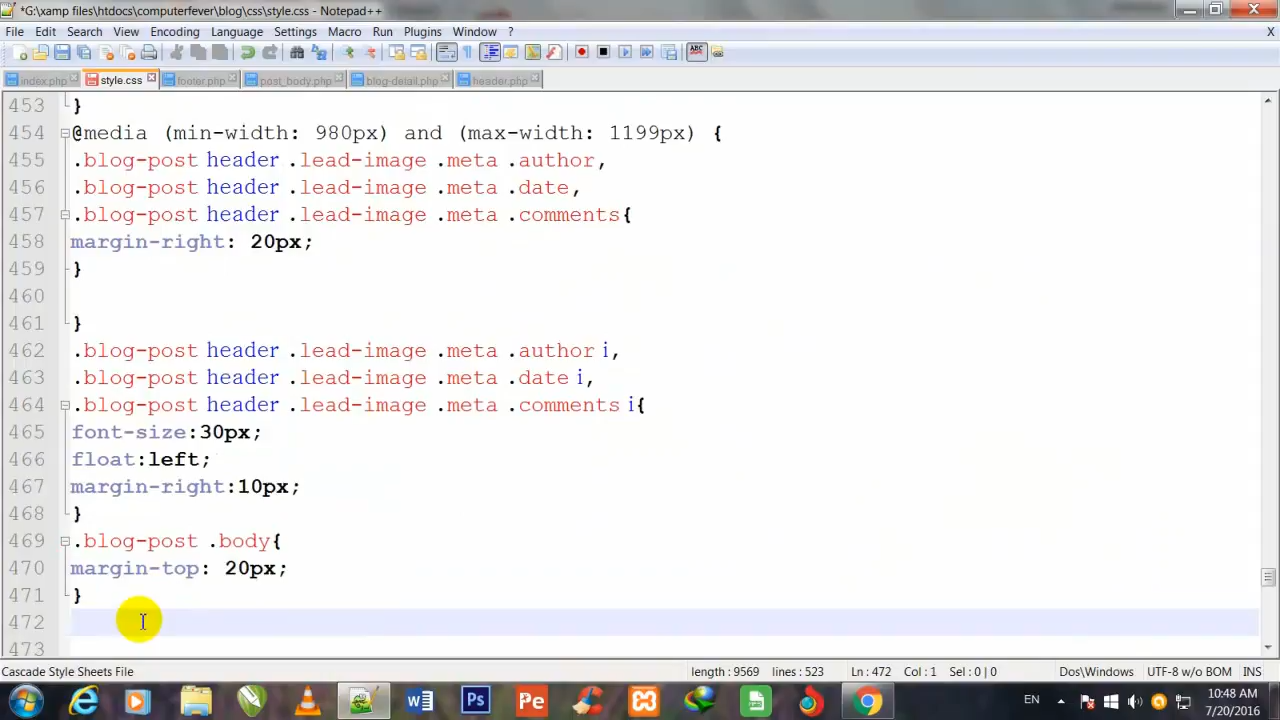 *G:\xamp files\htdocs\computerfever\blog\css\style.css - Notepad++
File Edit Search View Encoding Language Settings Macro Run Plugins Window ? X
index.php style.css footer.php post_body.php blog-detail.php header.php
453 }
454 @media (min-width: 980px) and (max-width: 1199px) {
455 .blog-post header .lead-image .meta .author,
456 .blog-post header .lead-image .meta .date,
457 .blog-post header .lead-image .meta .comments{
458 margin-right: 20px;
459 }
460
461 }
462 .blog-post header .lead-image .meta .author i,
463 .blog-post header .lead-image .meta .date i,
464 .blog-post header .lead-image .meta .comments i{
465 font-size:30px;
466 float:left;
467 margin-right:10px;
468 }
469 .blog-post .body{
470 margin-top: 20px;
471 }
472
473
Cascade Style Sheets File length : 9569 lines : 523 Ln : 472 Col : 1 Sel : 0 | 0 Dos\Windows UTF-8 w/o BOM INS
EN 10:48 AM
7/20/2016